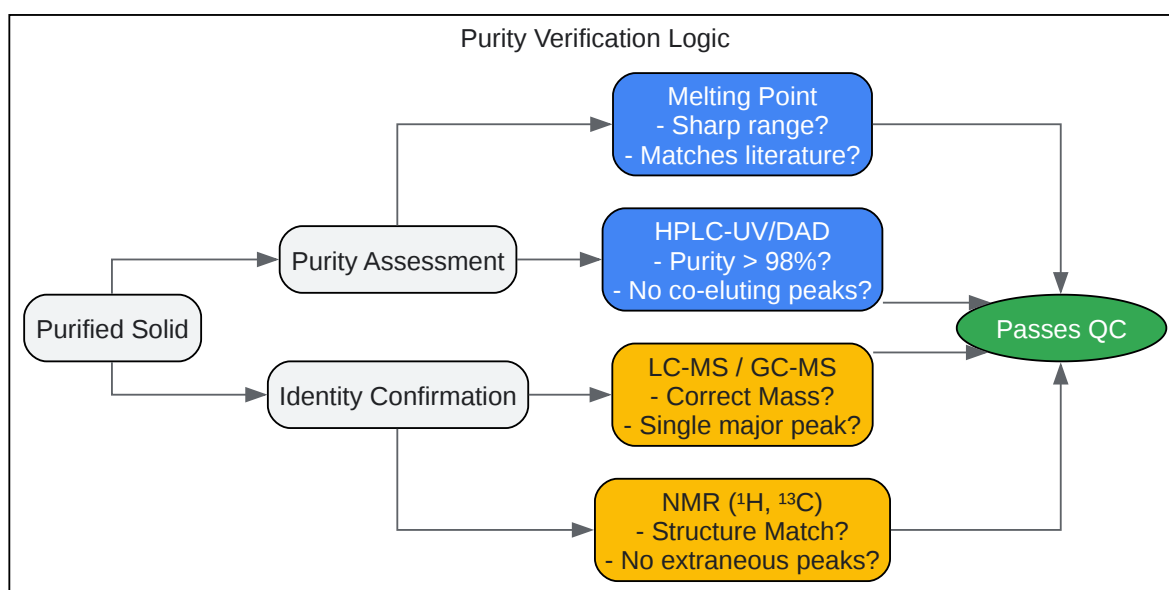 Purity Verification Logic
Melting Point
- Sharp range?
- Matches literature?
HPLC-UV/DAD
- Purity > 98%?
- No co-eluting peaks?
Purity Assessment
Purified Solid
Passes QC
Identity Confirmation
LC-MS / GC-MS
- Correct Mass?
- Single major peak?
NMR (¹H, ¹³C)
- Structure Match?
- No extraneous peaks?